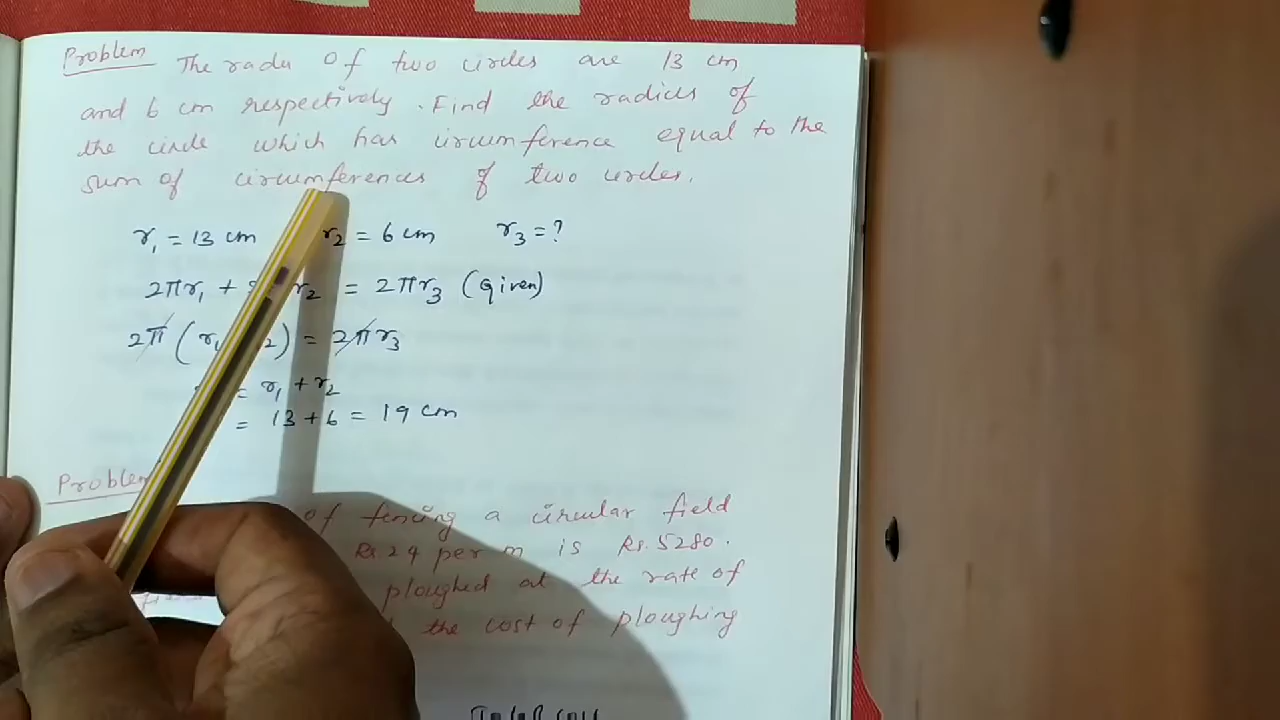 Problem The radii of two circles are 13 cm
and 6 cm respectively. Find the radius of
the circle which has circumference equal to the
sum of circumferences of two circles.
r₁ = 13 cm r₂ = 6 cm r₃ = ?
2πr₁ + r₂ = 2πr₃ (Given)
2π (r₁ 2) = 2πr₃
= r₁ + r₂
= 13 + 6 = 19 cm
Problem
of fencing a circular field
Rs. 24 per m is Rs. 5280.
ploughed at the rate of
the cost of ploughing